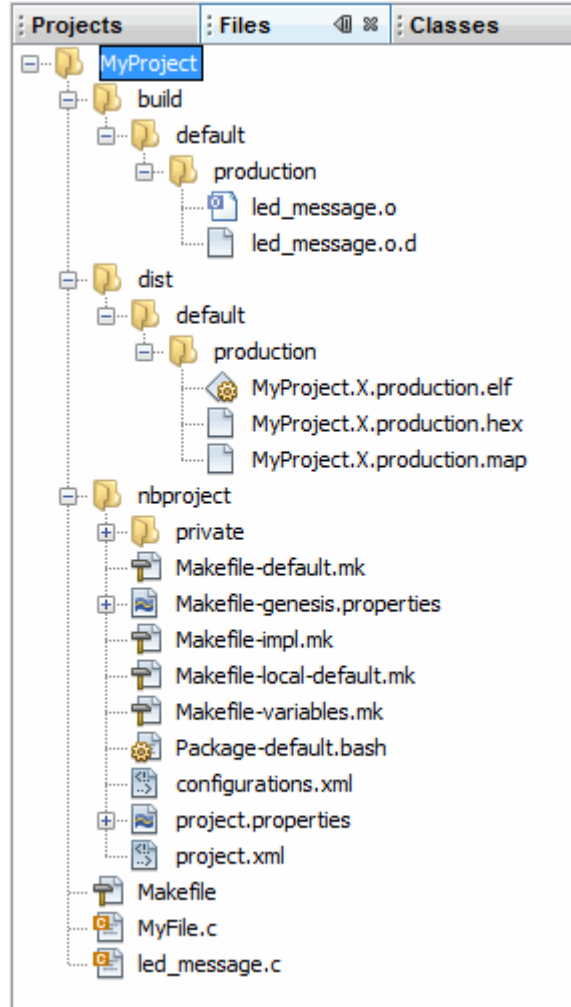 Projects Files Classes
MyProject
build
default
production
led_message.o
led_message.o.d
dist
default
production
MyProject.X.production.elf
MyProject.X.production.hex
MyProject.X.production.map
nbproject
private
Makefile-default.mk
Makefile-genesis.properties
Makefile-impl.mk
Makefile-local-default.mk
Makefile-variables.mk
Package-default.bash
configurations.xml
project.properties
project.xml
Makefile
MyFile.c
led_message.c